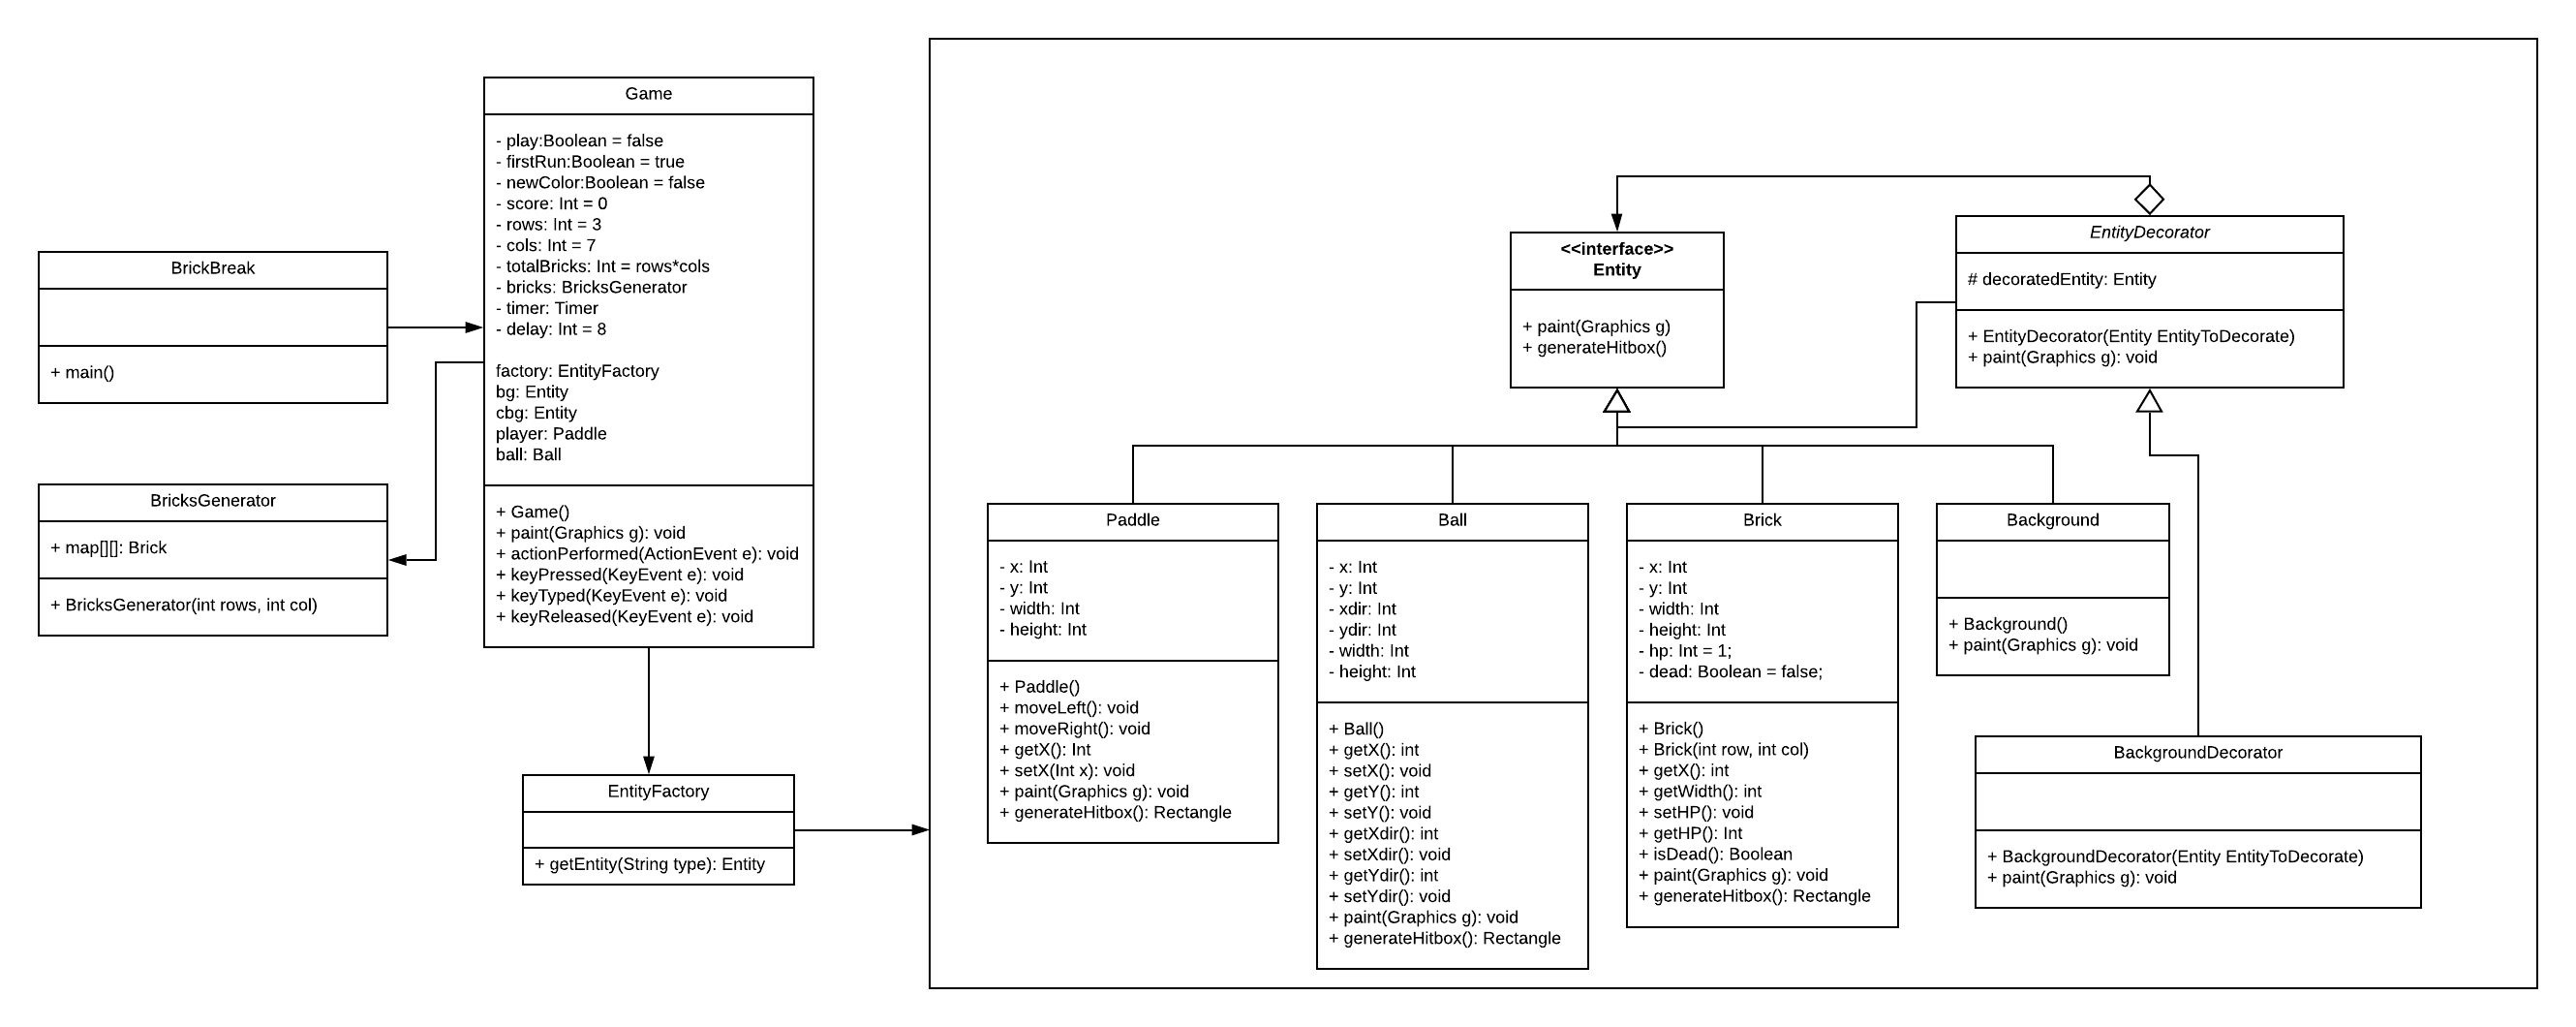 Game
- play:Boolean = false
- firstRun:Boolean = true
- newColor:Boolean = false
- score: Int = 0
- rows: Int = 3
- cols: Int = 7
- totalBricks: Int = rows*cols
- bricks: BricksGenerator
- timer: Timer
- delay: Int = 8
factory: EntityFactory
bg: Entity
cbg: Entity
player: Paddle
ball: Ball
+ Game()
+ paint(Graphics g): void
+ actionPerformed(ActionEvent e): void
+ keyPressed(KeyEvent e): void
+ keyTyped(KeyEvent e): void
+ keyReleased(KeyEvent e): void
BrickBreak
+ main()
BricksGenerator
+ map[][]: Brick
+ BricksGenerator(int rows, int col)
EntityFactory
+ getEntity(String type): Entity
<<interface>>
Entity
+ paint(Graphics g)
+ generateHitbox()
EntityDecorator
# decoratedEntity: Entity
+ EntityDecorator(Entity EntityToDecorate)
+ paint(Graphics g): void
Paddle
- x: Int
- y: Int
- width: Int
- height: Int
+ Paddle()
+ moveLeft(): void
+ moveRight(): void
+ getX(): Int
+ setX(Int x): void
+ paint(Graphics g): void
+ generateHitbox(): Rectangle
Ball
- x: Int
- y: Int
- xdir: Int
- ydir: Int
- width: Int
- height: Int
+ Ball()
+ getX(): int
+ setX(): void
+ getY(): int
+ setY(): void
+ getXdir(): int
+ setXdir(): void
+ getYdir(): int
+ setYdir(): void
+ paint(Graphics g): void
+ generateHitbox(): Rectangle
Brick
- x: Int
- y: Int
- width: Int
- height: Int
- hp: Int = 1;
- dead: Boolean = false;
+ Brick()
+ Brick(int row, int col)
+ getX(): int
+ getWidth(): int
+ setHP(): void
+ getHP(): Int
+ isDead(): Boolean
+ paint(Graphics g): void
+ generateHitbox(): Rectangle
Background
+ Background()
+ paint(Graphics g): void
BackgroundDecorator
+ BackgroundDecorator(Entity EntityToDecorate)
+ paint(Graphics g): void